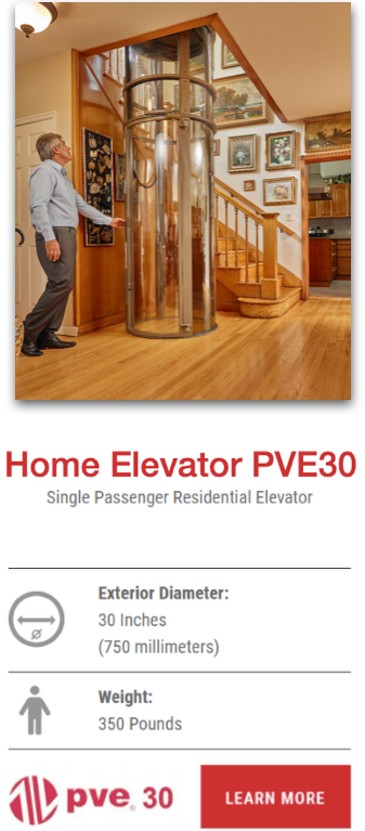 Home Elevator PVE30
Single Passenger Residential Elevator
Exterior Diameter:
30 Inches
(750 millimeters)
Weight:
350 Pounds
pve. 30
LEARN MORE